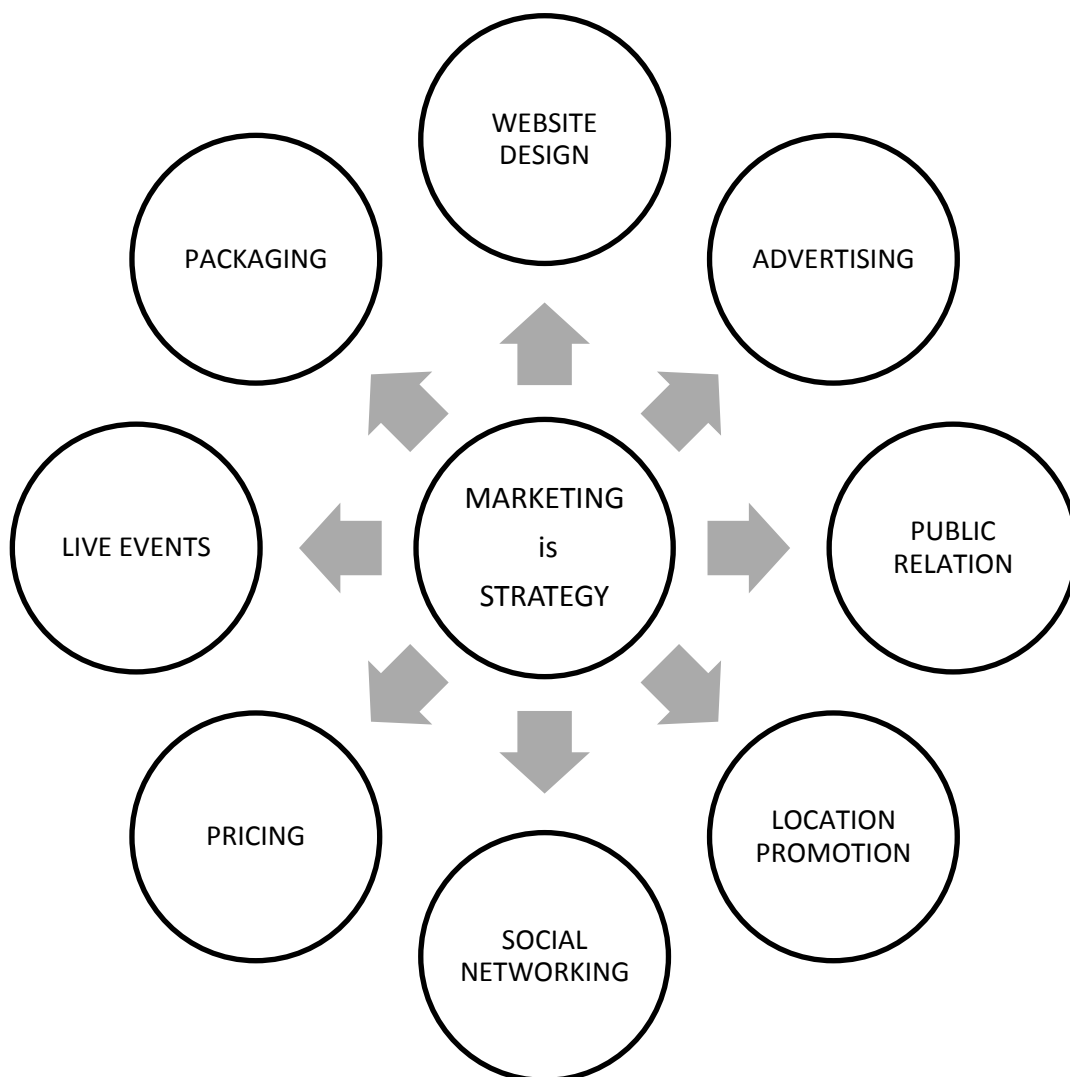 WEBSITE
DESIGN
PACKAGING
ADVERTISING
MARKETING
is
STRATEGY
LIVE EVENTS
PUBLIC
RELATION
PRICING
LOCATION
PROMOTION
SOCIAL
NETWORKING